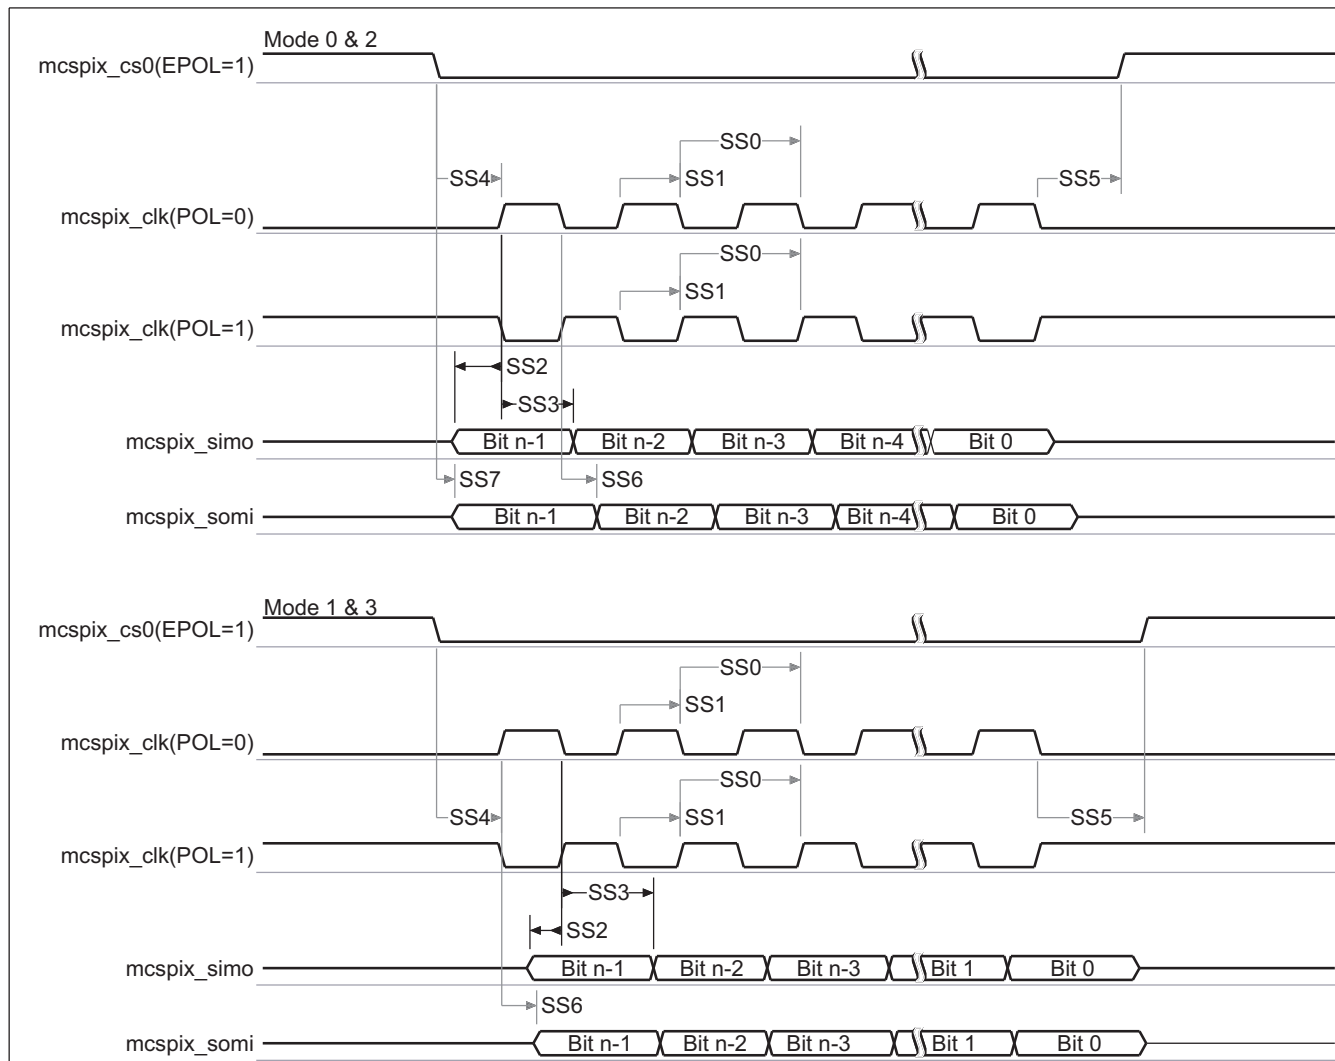 Mode 0 & 2
mcspix_cs0(EPOL=1)
SS0
SS4
SS1
SS5
mcspix_clk(POL=0)
SS0
SS1
mcspix_clk(POL=1)
SS2
SS3
mcspix_simo Bit n-1 Bit n-2 Bit n-3 Bit n-4 Bit 0
SS7 SS6
mcspix_somi Bit n-1 Bit n-2 Bit n-3 Bit n-4 Bit 0
Mode 1 & 3
mcspix_cs0(EPOL=1)
SS0
SS1
mcspix_clk(POL=0)
SS0
SS4
SS1
SS5
mcspix_clk(POL=1)
SS3
SS2
mcspix_simo Bit n-1 Bit n-2 Bit n-3 Bit 1 Bit 0
SS6
mcspix_somi Bit n-1 Bit n-2 Bit n-3 Bit 1 Bit 0